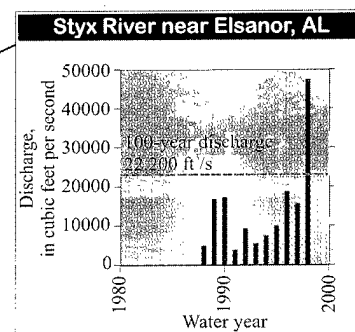 Styx River near Elsanor, AL
Discharge,
in cubic feet per second
50000
40000
30000
20000
10000
0
100-year discharge
22,200 ft³/s
1980
1990
2000
Water year